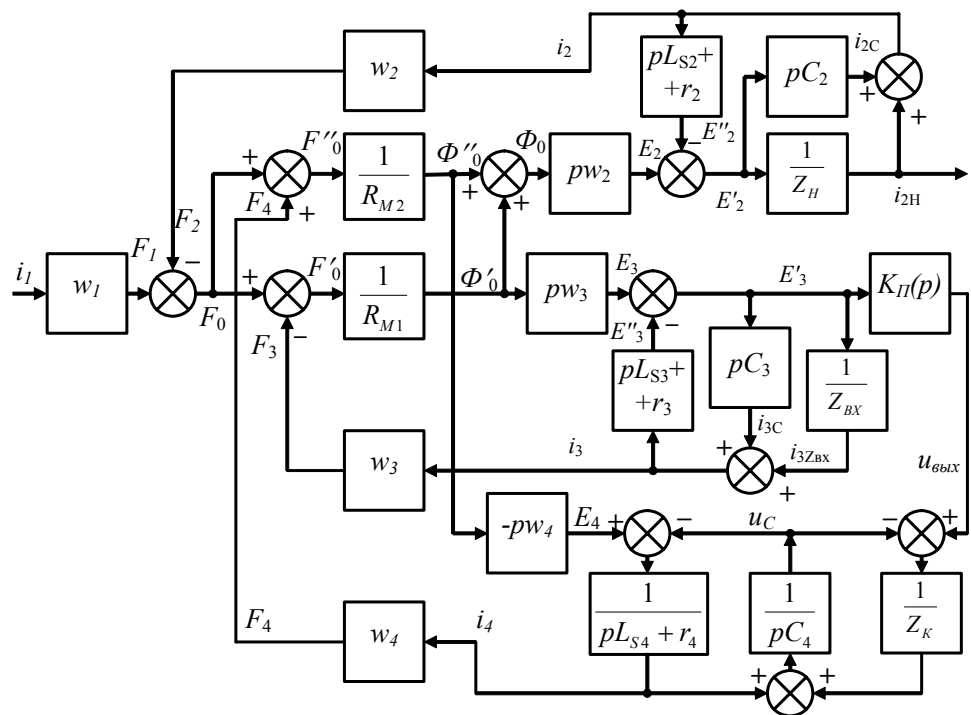 i2
i2C
w2
pLS2+
+r2
pC2
+
+
F''0
Φ''0
Φ0
E2
−
E''2
E'2
+
F4
+
1
RM2
+
+
pw2
1
ZН
i2Н
F2
F1
−
i1
w1
F0
+
F'0
−
F3
1
RM1
Φ'0
pw3
E3
E''3
−
E'3
KП(p)
pLS3+
+r3
pC3
1
ZВХ
i3C
w3
i3
+
i3Zвх
+
uвых
-pw4
E4
+
−
uC
−
+
F4
w4
i4
1
pLS4 + r4
1
pC4
1
ZК
+
+